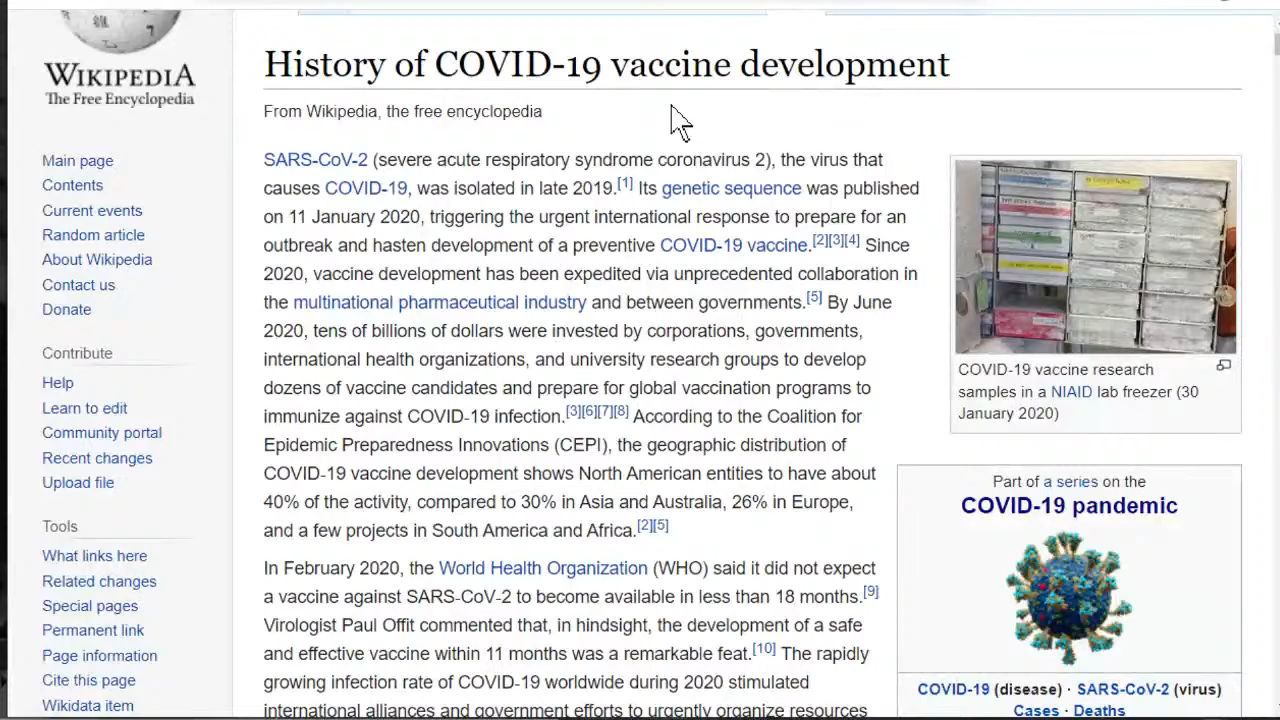 WIKIPEDIA
The Free Encyclopedia
Main page
Contents
Current events
Random article
About Wikipedia
Contact us
Donate
Contribute
Help
Learn to edit
Community portal
Recent changes
Upload file
Tools
What links here
Related changes
Special pages
Permanent link
Page information
Cite this page
Wikidata item
History of COVID-19 vaccine development
From Wikipedia, the free encyclopedia
SARS-CoV-2 (severe acute respiratory syndrome coronavirus 2), the virus that
causes COVID-19, was isolated in late 2019.[1] Its genetic sequence was published
on 11 January 2020, triggering the urgent international response to prepare for an
outbreak and hasten development of a preventive COVID-19 vaccine.[2][3][4] Since
2020, vaccine development has been expedited via unprecedented collaboration in
the multinational pharmaceutical industry and between governments.[5] By June
2020, tens of billions of dollars were invested by corporations, governments,
international health organizations, and university research groups to develop
dozens of vaccine candidates and prepare for global vaccination programs to
immunize against COVID-19 infection.[3][6][7][8] According to the Coalition for
Epidemic Preparedness Innovations (CEPI), the geographic distribution of
COVID-19 vaccine development shows North American entities to have about
40% of the activity, compared to 30% in Asia and Australia, 26% in Europe,
and a few projects in South America and Africa.[2][5]
In February 2020, the World Health Organization (WHO) said it did not expect
a vaccine against SARS-CoV-2 to become available in less than 18 months.[9]
Virologist Paul Offit commented that, in hindsight, the development of a safe
and effective vaccine within 11 months was a remarkable feat.[10] The rapidly
growing infection rate of COVID-19 worldwide during 2020 stimulated
international alliances and government efforts to urgently organize resources
COVID-19 vaccine research
samples in a NIAID lab freezer (30
January 2020)
Part of a series on the
COVID-19 pandemic
COVID-19 (disease) · SARS-CoV-2 (virus)
Cases · Deaths